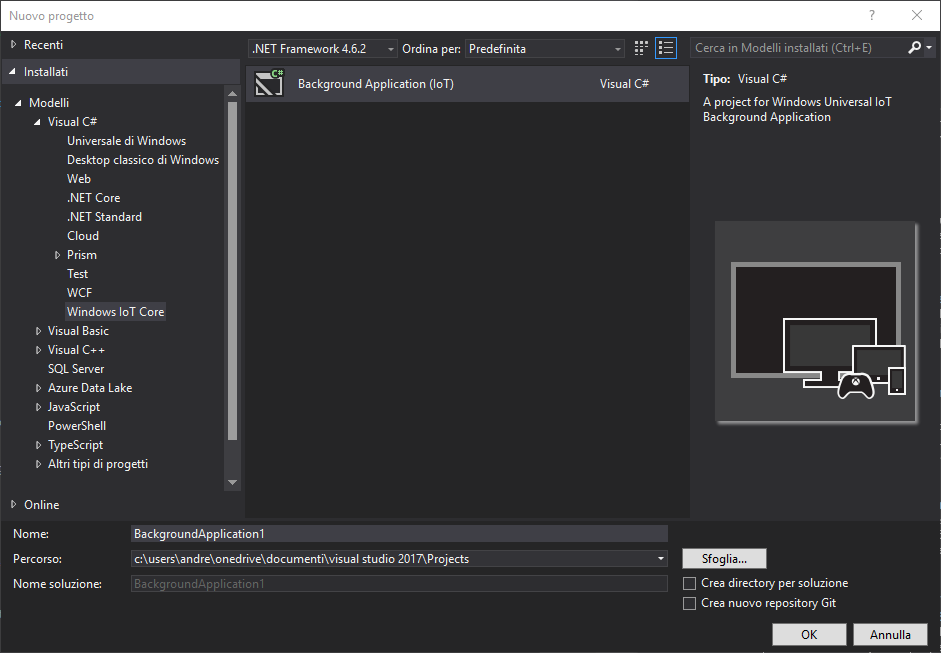 Nuovo progetto
?
Recenti
.NET Framework 4.6.2 Ordina per: Predefinita
Cerca in Modelli installati (Ctrl+E)
Installati
Modelli
Visual C#
Universale di Windows
Desktop classico di Windows
Web
.NET Core
.NET Standard
Cloud
Prism
Test
WCF
Windows IoT Core
Visual Basic
Visual C++
SQL Server
Azure Data Lake
JavaScript
PowerShell
TypeScript
Altri tipi di progetti
Online
C#
Background Application (IoT) Visual C#
Tipo: Visual C#
A project for Windows Universal IoT
Background Application
Nome: BackgroundApplication1
Percorso: c:\users\andre\onedrive\documenti\visual studio 2017\Projects
Sfoglia...
Nome soluzione: BackgroundApplication1
Crea directory per soluzione
Crea nuovo repository Git
OK Annulla